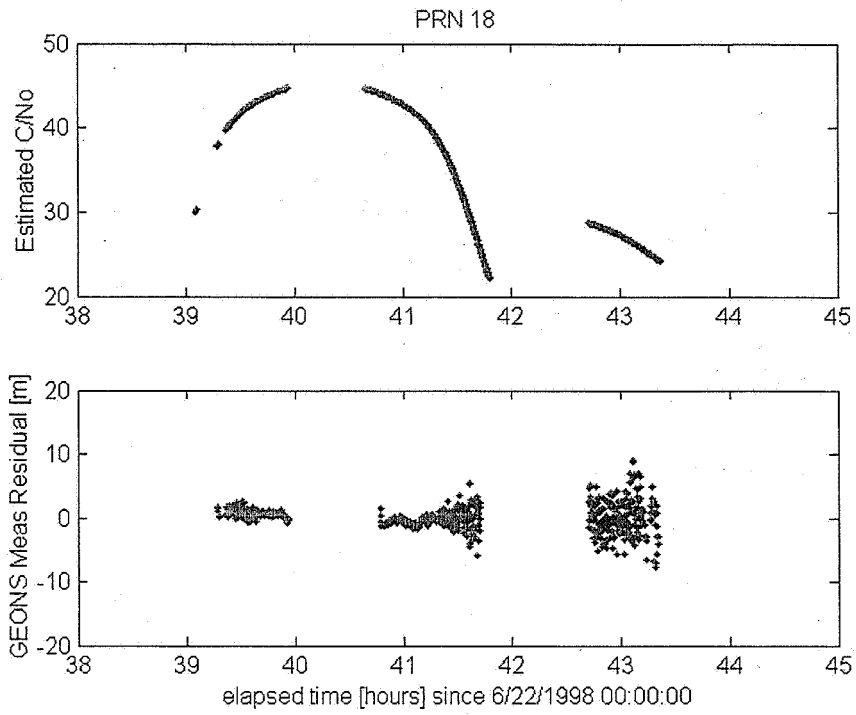 PRN 18
50
40
30
20
Estimated C/No
38 39 40 41 42 43 44 45
20
10
0
-10
-20
GEONS Meas Residual [m]
38 39 40 41 42 43 44 45
elapsed time [hours] since 6/22/1998 00:00:00